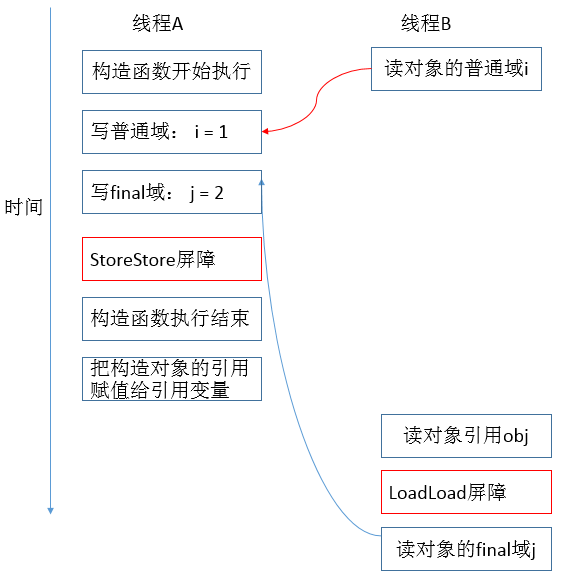 线程A
线程B
构造函数开始执行
读对象的普通域i
写普通域： i = 1
写final域： j = 2
时间
StoreStore屏障
构造函数执行结束
把构造对象的引用
赋值给引用变量
读对象引用obj
LoadLoad屏障
读对象的final域j